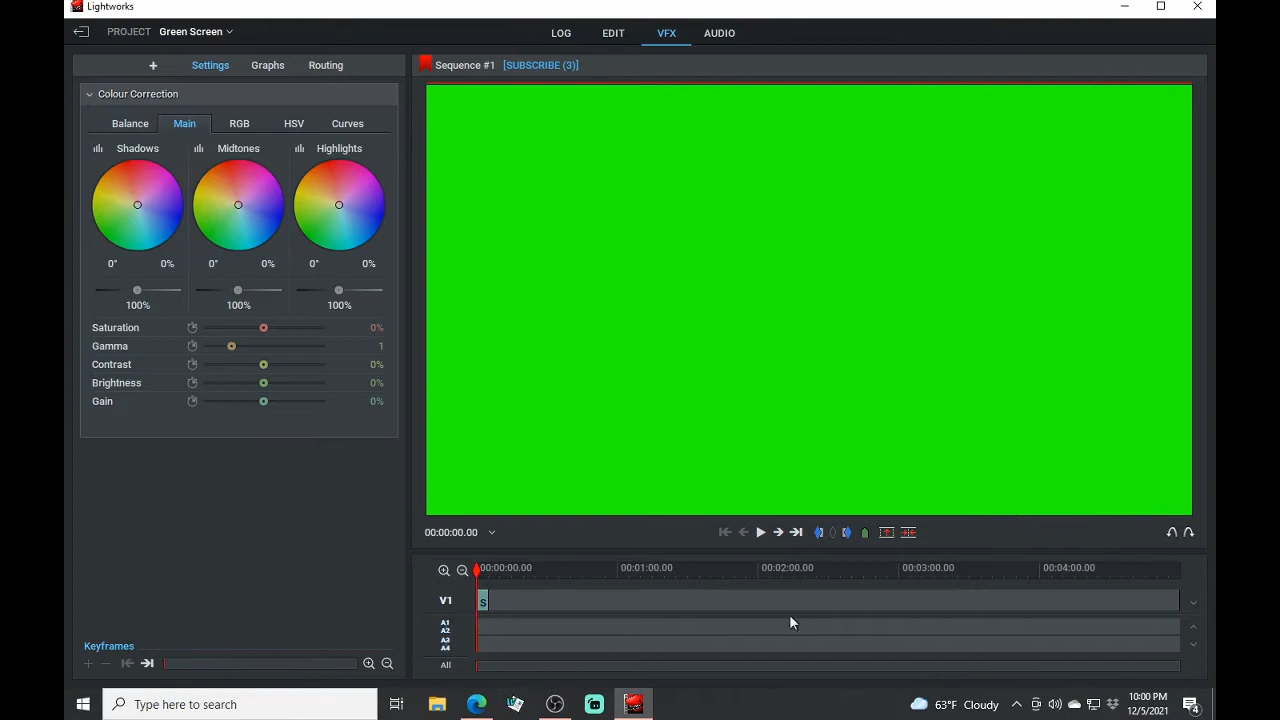 Lightworks
PROJECT Green Screen
LOG EDIT VFX AUDIO
+ Settings Graphs Routing
Sequence #1 [SUBSCRIBE (3)]
Colour Correction
Balance Main RGB HSV Curves
Shadows Midtones Highlights
0° 0% 0° 0% 0° 0%
100% 100% 100%
Saturation 0%
Gamma 1
Contrast 0%
Brightness 0%
Gain 0%
00:00:00.00
00:00:00.00 00:01:00.00 00:02:00.00 00:03:00.00 00:04:00.00
V1 S
A1
A2
A3
A4
All
Keyframes
Type here to search
63°F Cloudy
10:00 PM
12/5/2021
4